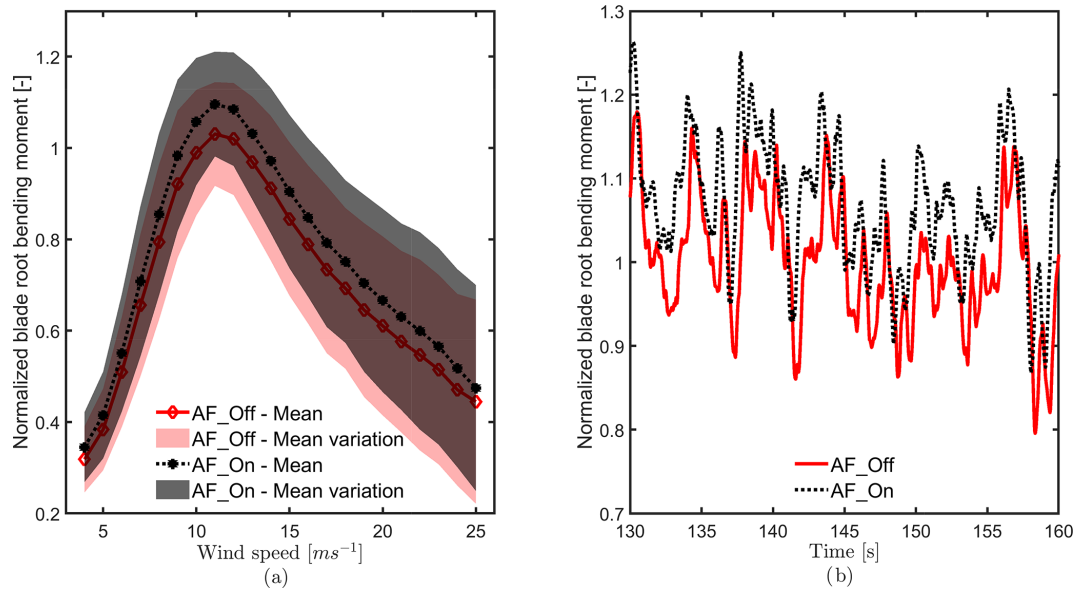 Normalized blade root bending moment [-]
1.2
1
0.8
0.6
0.4
0.2
AF_Off - Mean
AF_Off - Mean variation
AF_On - Mean
AF_On - Mean variation
5 10 15 20 25
Wind speed [ms⁻¹]
(a)
Normalized blade root bending moment [-]
1.3
1.2
1.1
1
0.9
0.8
0.7
AF_Off
AF_On
130 135 140 145 150 155 160
Time [s]
(b)